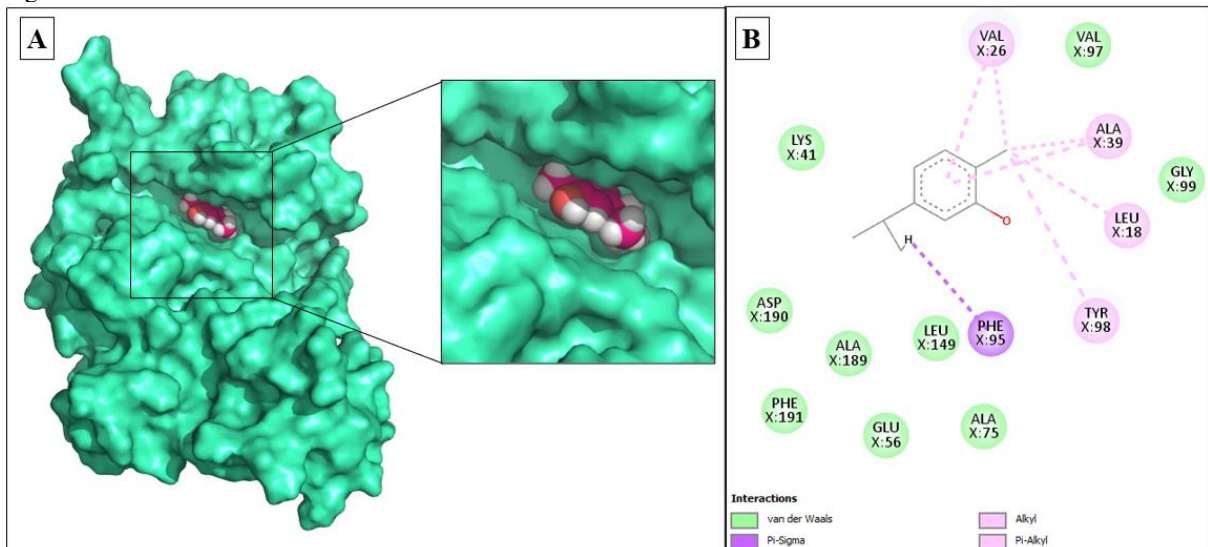 A
B
VAL
X:26
VAL
X:97
LYS
X:41
ALA
X:39
GLY
X:99
LEU
X:18
H
O
ASP
X:190
ALA
X:189
LEU
X:149
PHE
X:95
TYR
X:98
PHE
X:191
GLU
X:56
ALA
X:75
Interactions
van der Waals
Alkyl
Pi-Sigma
Pi-Alkyl